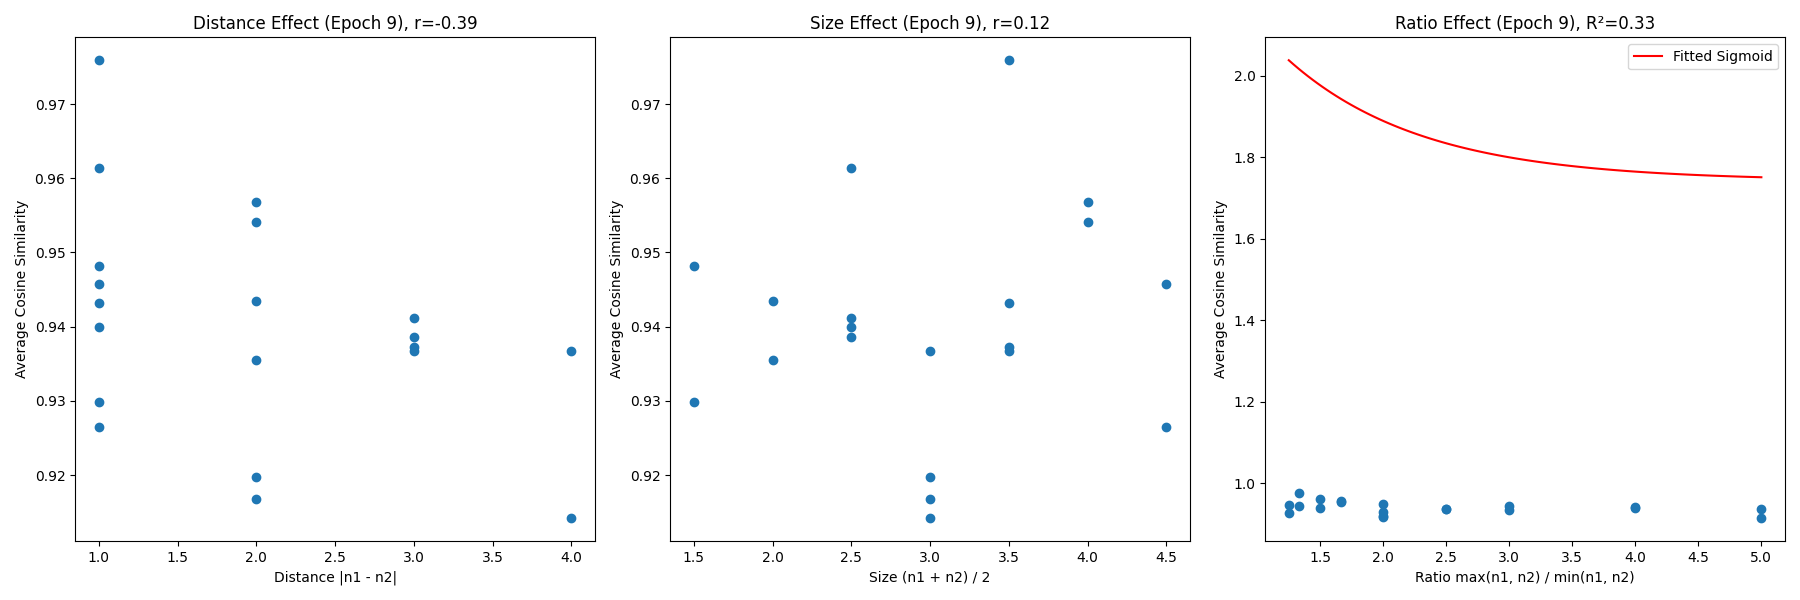 Distance Effect (Epoch 9), r=-0.39
Average Cosine Similarity
0.97
0.96
0.95
0.94
0.93
0.92
1.0 1.5 2.0 2.5 3.0 3.5 4.0
Distance |n1 - n2|
Size Effect (Epoch 9), r=0.12
Average Cosine Similarity
0.97
0.96
0.95
0.94
0.93
0.92
1.5 2.0 2.5 3.0 3.5 4.0 4.5
Size (n1 + n2) / 2
Ratio Effect (Epoch 9), R²=0.33
Fitted Sigmoid
Average Cosine Similarity
2.0
1.8
1.6
1.4
1.2
1.0
1.5 2.0 2.5 3.0 3.5 4.0 4.5 5.0
Ratio max(n1, n2) / min(n1, n2)